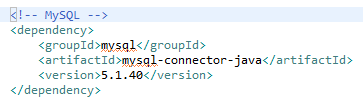 <!-- MySQL -->
<dependency>
    <groupId>mysql</groupId>
    <artifactId>mysql-connector-java</artifactId>
    <version>5.1.40</version>
</dependency>